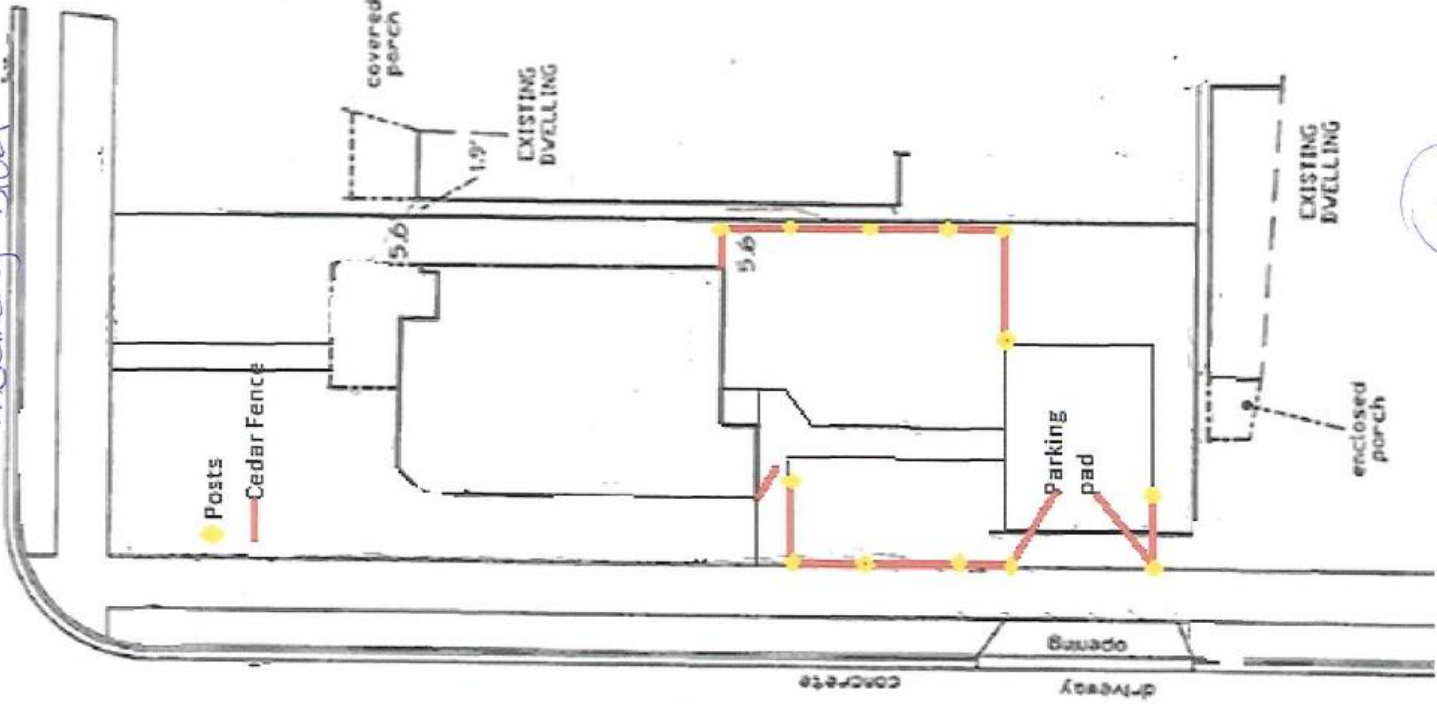 covered
porch
1.9'
EXISTING
DWELLING
5.6
Posts
Cedar Fence
5.6
Parking
pad
EXISTING
DWELLING
enclosed
porch
concrete
opening
driveway